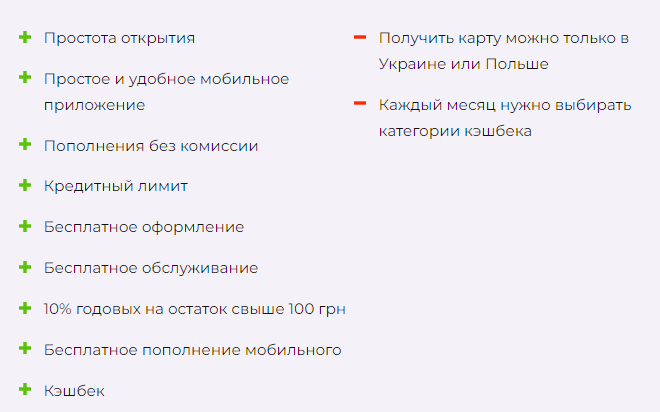 Простота открытия
Простое и удобное мобильное
приложение
Пополнения без комиссии
Кредитный лимит
Бесплатное оформление
Бесплатное обслуживание
10% годовых на остаток свыше 100 грн
Бесплатное пополнение мобильного
Кэшбек
Получить карту можно только в
Украине или Польше
Каждый месяц нужно выбирать
категории кэшбека